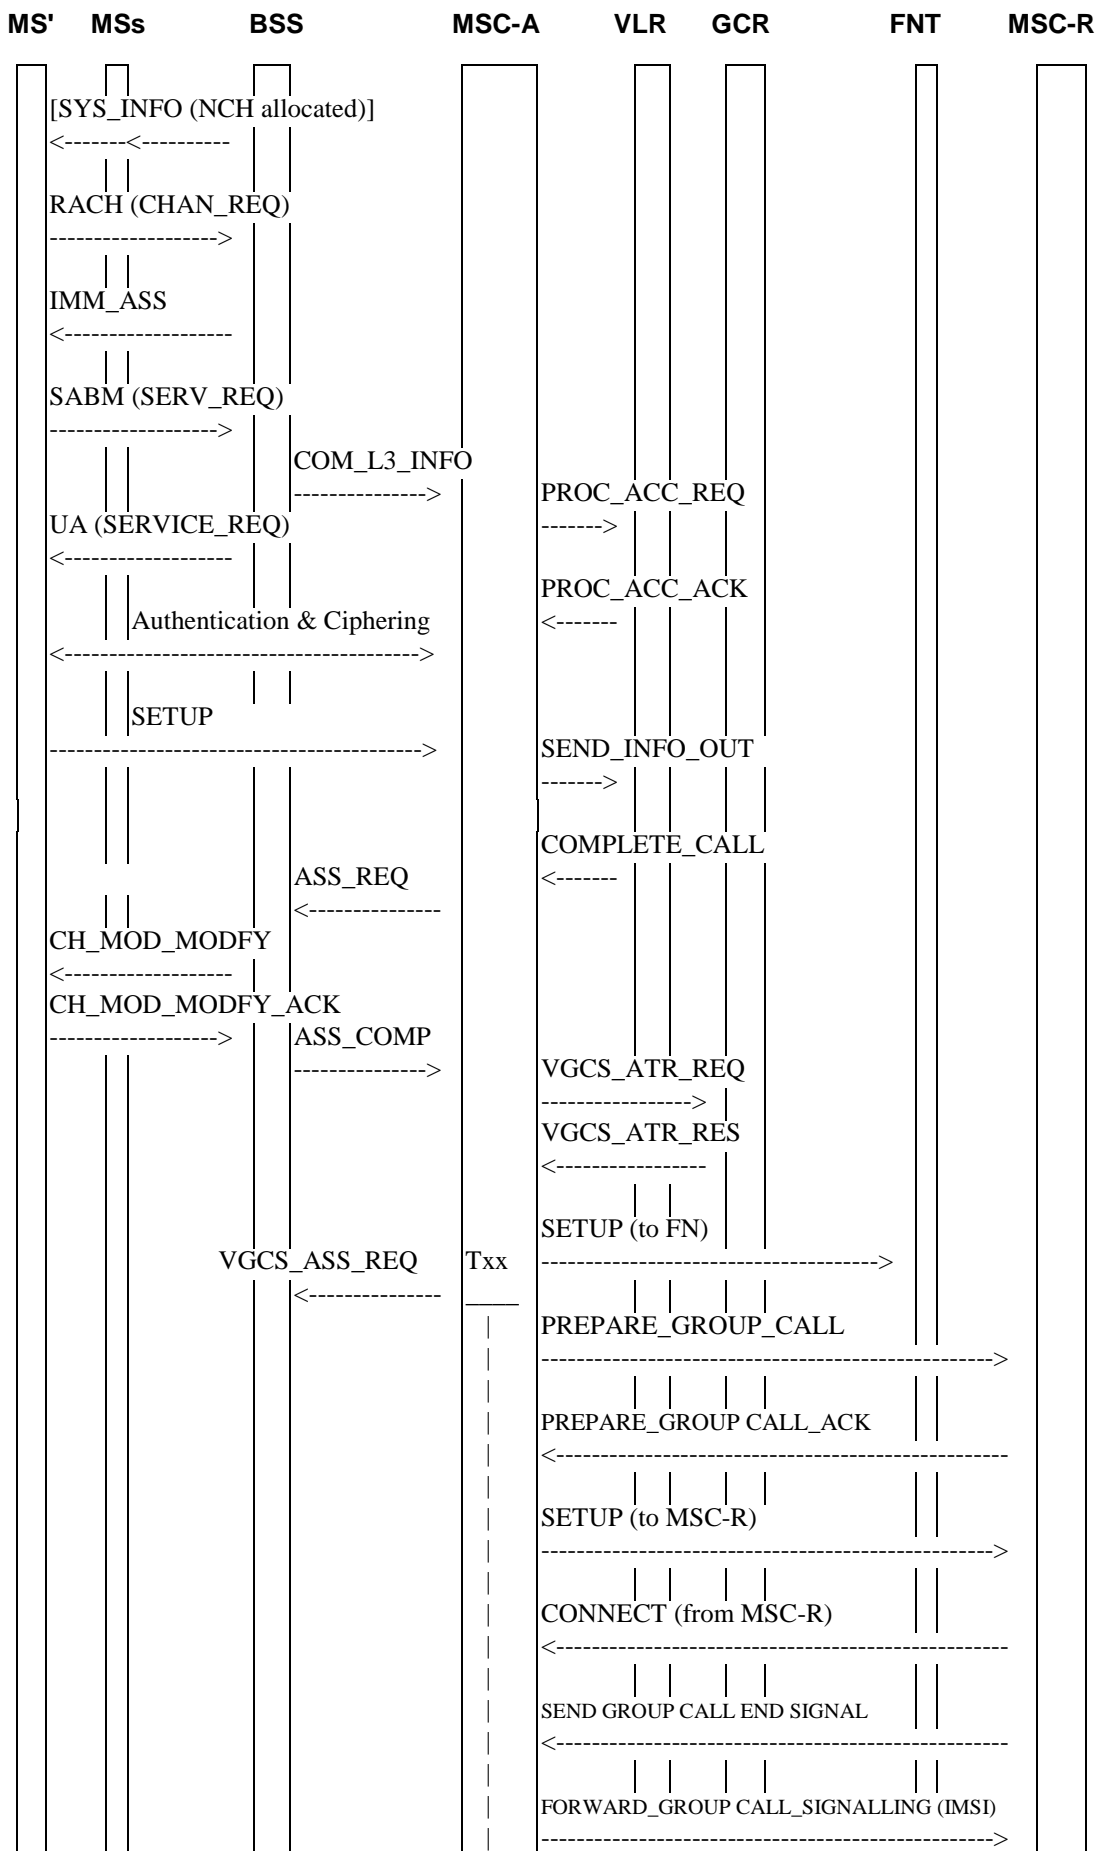 MS' MSs BSS MSC-A VLR GCR FNT MSC-R
[SYS_INFO (NCH allocated)]
<-------<----------
RACH (CHAN_REQ)
------------------->
IMM_ASS
<-------------------
SABM (SERV_REQ)
------------------->
COM_L3_INFO
---------------> PROC_ACC_REQ
UA (SERVICE_REQ) ------->
<-------------------
PROC_ACC_ACK
Authentication & Ciphering <-------
<---------------------------------------->
SETUP
------------------------------------------> SEND_INFO_OUT
------->
COMPLETE_CALL
ASS_REQ <-------
<---------------
CH_MOD_MODFY
<-------------------
CH_MOD_MODFY_ACK
-------------------> ASS_COMP
---------------> VGCS_ATR_REQ
----------------->
VGCS_ATR_RES
<-----------------
SETUP (to FN)
VGCS_ASS_REQ Txx -------------------------------------->
<--------------- ____
| PREPARE_GROUP_CALL
| --------------------------------------------------->
|
| PREPARE_GROUP CALL_ACK
| <---------------------------------------------------
|
| SETUP (to MSC-R)
| --------------------------------------------------->
|
| CONNECT (from MSC-R)
| <---------------------------------------------------
|
| SEND GROUP CALL END SIGNAL
| <---------------------------------------------------
|
| FORWARD_GROUP CALL_SIGNALLING (IMSI)
| --------------------------------------------------->